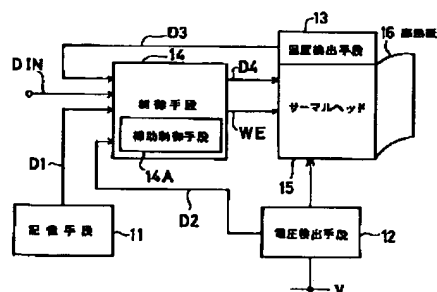 D3
13
14
16 感熱紙
DIN
D4
温度検出手段
制御手段
サーマルヘッド
補助制御手段
WE
14A
D1
D2
15
記憶手段
11
電圧検出手段
12
V